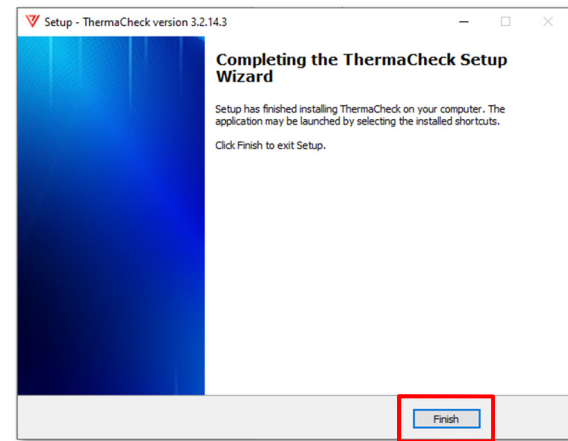 Setup - ThermaCheck version 3.2.14.3
Completing the ThermaCheck Setup
Wizard
Setup has finished installing ThermaCheck on your computer. The
application may be launched by selecting the installed shortcuts.
Click Finish to exit Setup.
Finish